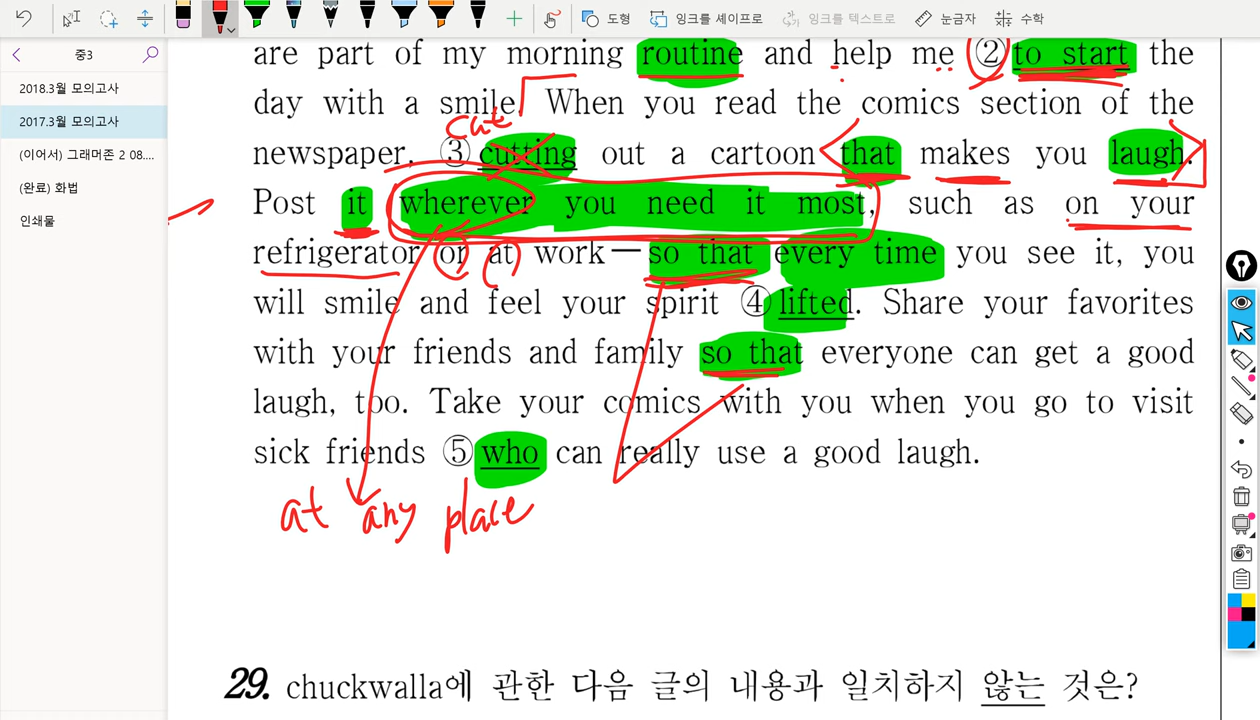 도형 잉크를 셰이프로 잉크를 텍스트로 눈금자 수학
중3
2018.3월 모의고사
2017.3월 모의고사
(이어서) 그래머존 2 08....
(완료) 화법
인쇄물
are part of my morning routine and help me ② to start the
day with a smile. When you read the comics section of the
cut
newspaper, ③ cutting out a cartoon that makes you laugh.
Post it wherever you need it most, such as on your
refrigerator or at work—so that every time you see it, you
will smile and feel your spirit ④ lifted. Share your favorites
with your friends and family so that everyone can get a good
laugh, too. Take your comics with you when you go to visit
sick friends ⑤ who can really use a good laugh.
at any place
29. chuckwalla에 관한 다음 글의 내용과 일치하지 않는 것은?